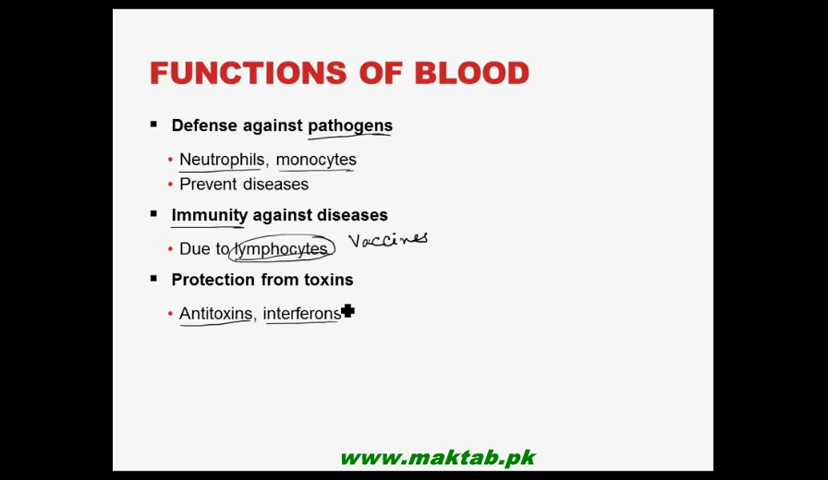 FUNCTIONS OF BLOOD
Defense against pathogens
Neutrophils, monocytes
Prevent diseases
Immunity against diseases
Due to lymphocytes Vaccines
Protection from toxins
Antitoxins, interferons
www.maktab.pk